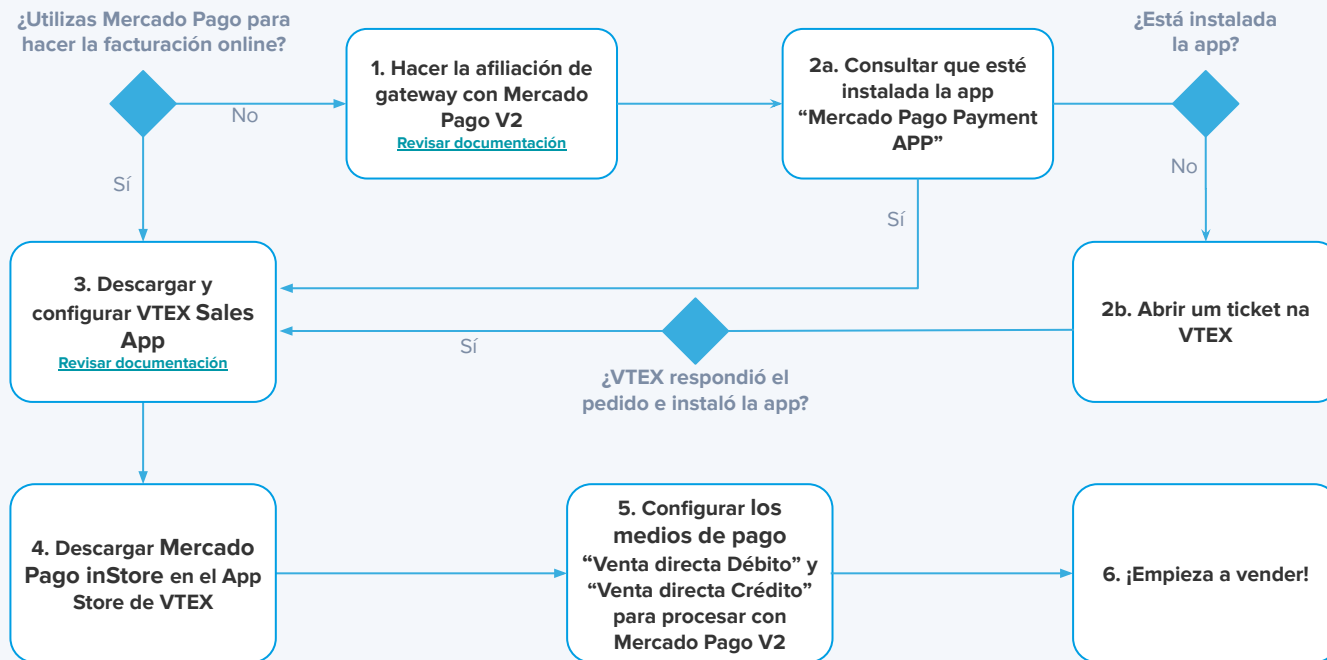 ¿Utilizas Mercado Pago para
hacer la facturación online?
No
Sí
1. Hacer la afiliación de
gateway con Mercado
Pago V2
Revisar documentación
2a. Consultar que esté
instalada la app
“Mercado Pago Payment
APP”
¿Está instalada
la app?
No
Sí
2b. Abrir um ticket na
VTEX
¿VTEX respondió el
pedido e instaló la app?
Sí
3. Descargar y
configurar VTEX Sales
App
Revisar documentación
4. Descargar Mercado
Pago inStore en el App
Store de VTEX
5. Configurar los
medios de pago
“Venta directa Débito” y
“Venta directa Crédito”
para procesar con
Mercado Pago V2
6. ¡Empieza a vender!